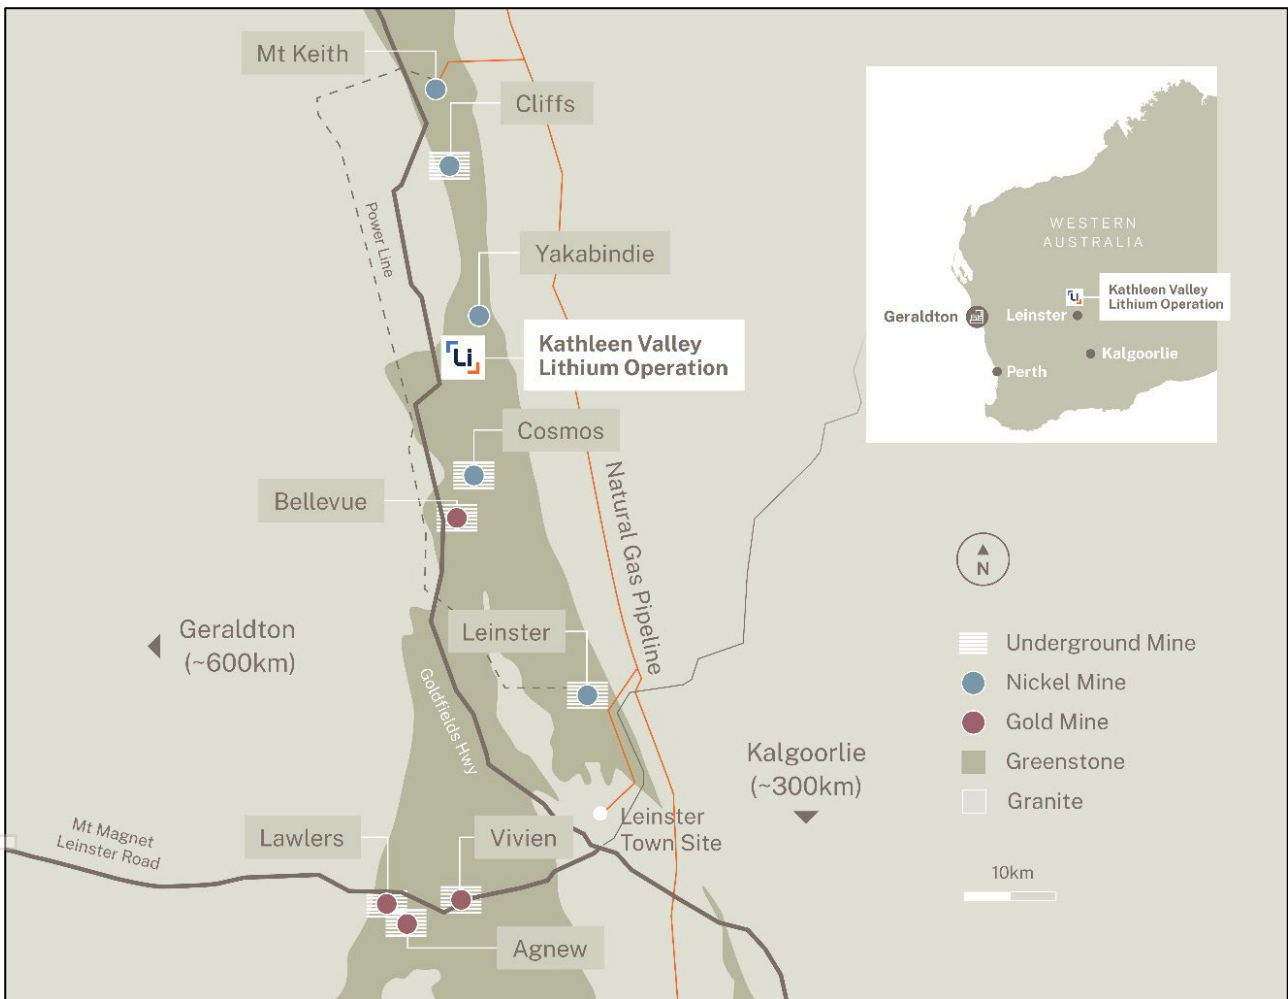 Mt Keith
Cliffs
Power Line
Yakabindie
Li
Kathleen Valley
Lithium Operation
Cosmos
Bellevue
Natural Gas Pipeline
Geraldton
(~600km)
Leinster
Goldfields Hwy
Kalgoorlie
(~300km)
Leinster
Town Site
Mt Magnet
Leinster Road
Lawlers
Vivien
Agnew
WESTERN
AUSTRALIA
Li
Kathleen Valley
Lithium Operation
Geraldton
Leinster
Kalgoorlie
Perth
N
Underground Mine
Nickel Mine
Gold Mine
Greenstone
Granite
10km